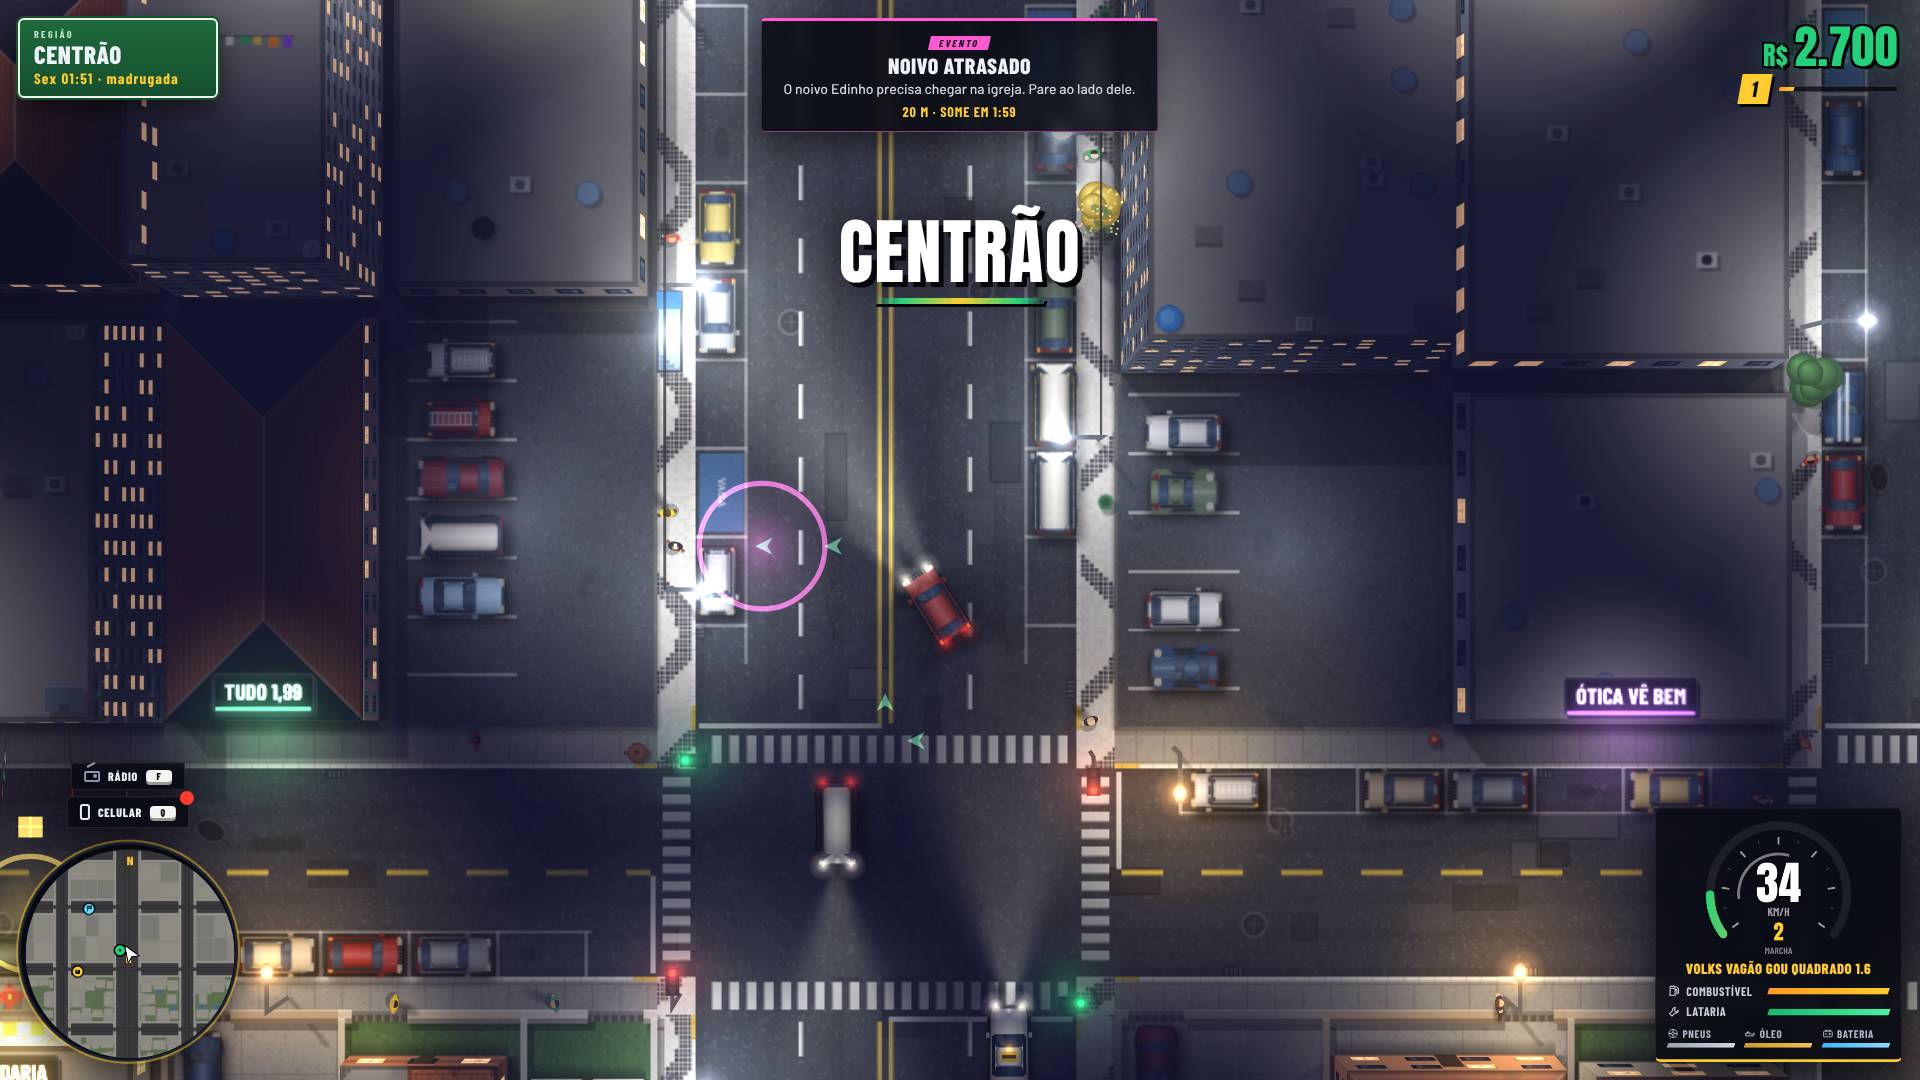 REGIÃO
CENTRÃO
Sex 01:51 · madrugada
EVENTO
NOIVO ATRASADO
O noivo Edinho precisa chegar na igreja. Pare ao lado dele.
20 M · SOME EM 1:59
R$ 2.700
1
CENTRÃO
VAGA
TUDO 1,99
ÓTICA VÊ BEM
RÁDIO F
CELULAR Q
N
P
M
34
KM/H
2
MARCHA
VOLKS VAGÃO GOU QUADRADO 1.6
COMBUSTÍVEL
LATARIA
PNEUS ÓLEO BATERIA